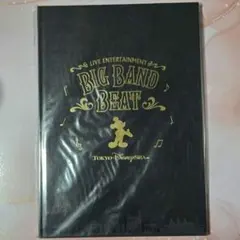 LIVE ENTERTAINMENT
BIG BAND
BEAT
TOKYO DisneySEA